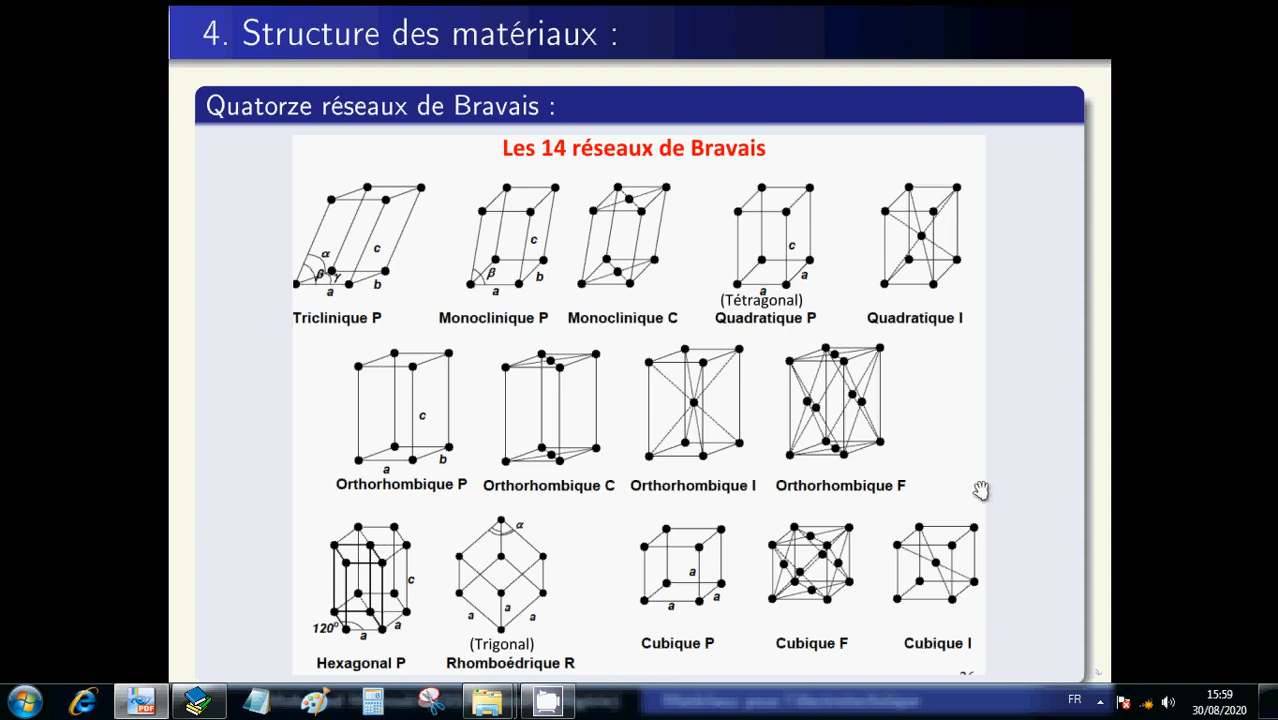 4. Structure des matériaux :
Quatorze réseaux de Bravais :
Les 14 réseaux de Bravais
α
β
γ
a
b
c
Triclinique P
β
a
b
c
Monoclinique P
Monoclinique C
c
a
a
(Tétragonal)
Quadratique P
Quadratique I
c
a
b
Orthorhombique P
Orthorhombique C
Orthorhombique I
Orthorhombique F
c
120°
a
a
Hexagonal P
α
a
a
a
(Trigonal)
Rhomboédrique R
a
a
a
Cubique P
Cubique F
Cubique I
PDF
FR
15:59
30/08/2020